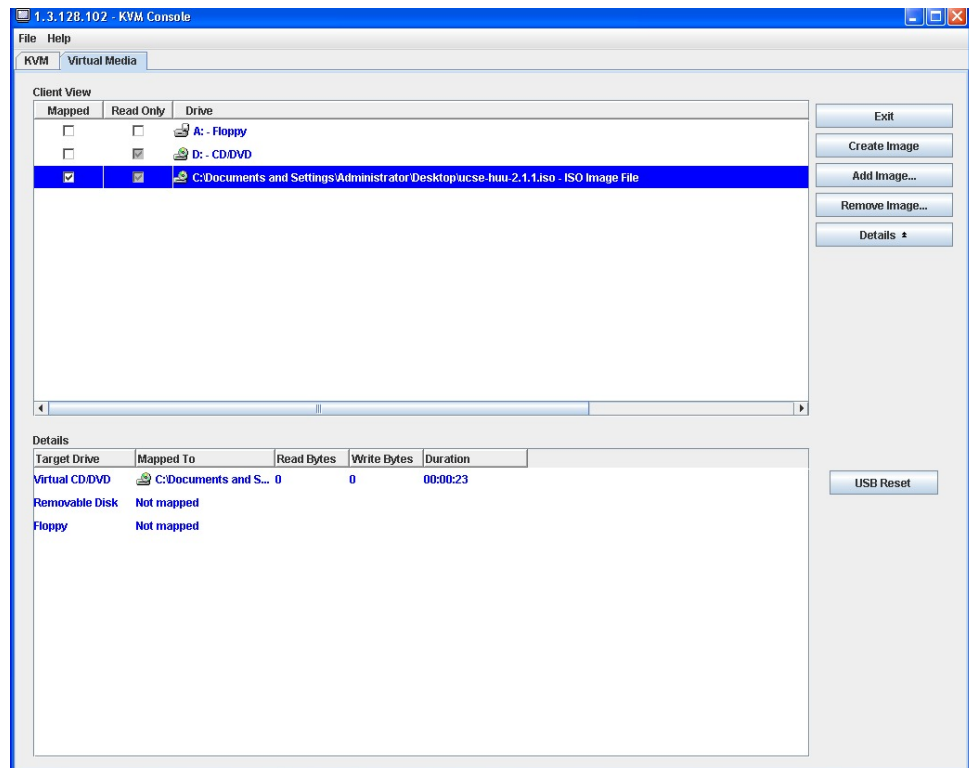 1.3.128.102 - KVM Console
File Help
KVM Virtual Media
Client View
Mapped Read Only Drive
A: - Floppy
D: - CD/DVD
C:\Documents and Settings\Administrator\Desktop\ucse-huu-2.1.1.iso - ISO Image File
Exit
Create Image
Add Image...
Remove Image...
Details
Details
Target Drive Mapped To Read Bytes Write Bytes Duration
Virtual CD/DVD C:\Documents and S... 0 0 00:00:23
Removable Disk Not mapped
Floppy Not mapped
USB Reset